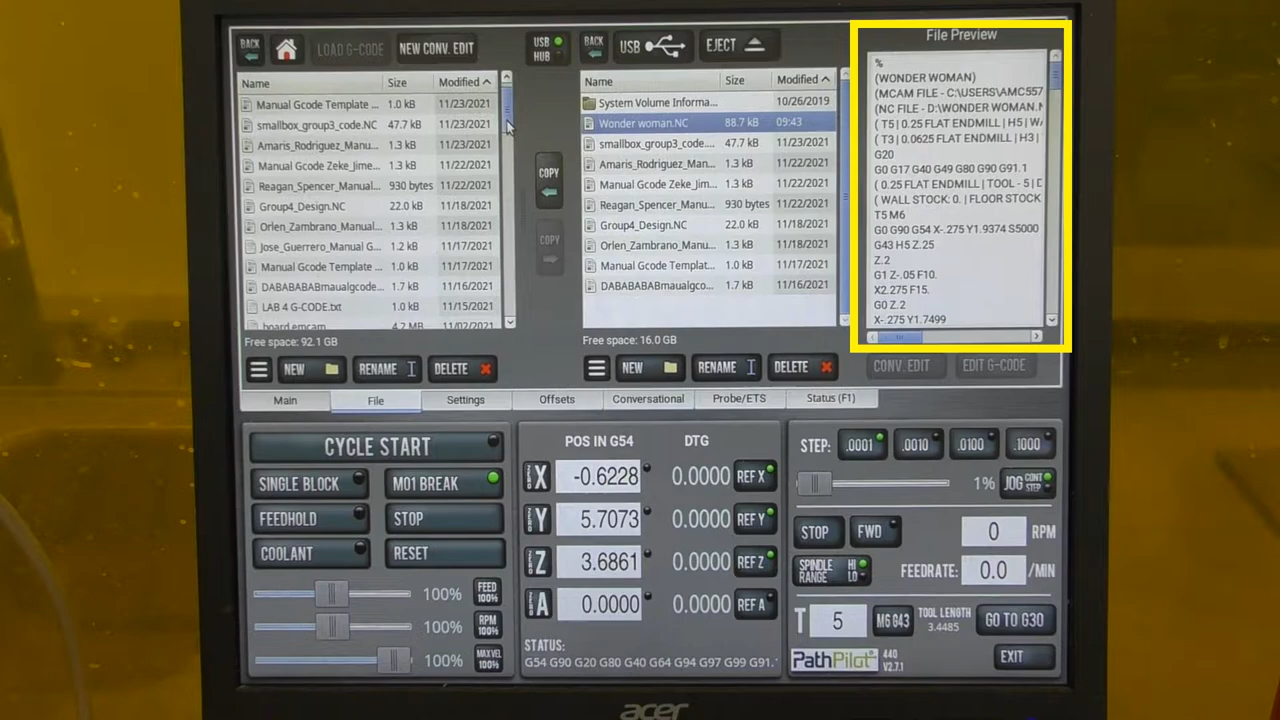 BACK
LOAD G-CODE
NEW CONV. EDIT
USB HUB
BACK
USB
EJECT
File Preview
Name Size Modified
Manual Gcode Template ... 1.0 kB 11/23/2021
smallbox_group3_code.NC 47.7 kB 11/23/2021
Amaris_Rodriguez_Manu... 1.3 kB 11/23/2021
Manual Gcode Zeke_Jime... 1.3 kB 11/22/2021
Reagan_Spencer_Manual... 930 bytes 11/22/2021
Group4_Design.NC 22.0 kB 11/18/2021
Orlen_Zambrano_Manu... 1.3 kB 11/18/2021
Jose_Guerrero_Manual G... 1.2 kB 11/17/2021
Manual Gcode Template ... 1.0 kB 11/17/2021
DABABABABmaualgcode... 1.7 kB 11/16/2021
LAB 4 G-CODE.txt 1.0 kB 11/15/2021
board.emcam 4.2 MB 11/02/2021
Free space: 92.1 GB
NEW
RENAME
DELETE
COPY
COPY
Name Size Modified
System Volume Informa... 10/26/2019
Wonder woman.NC 88.7 kB 09:43
smallbox_group3_code.... 47.7 kB 11/23/2021
Amaris_Rodriguez_Man... 1.3 kB 11/22/2021
Manual Gcode Zeke_Jim... 1.3 kB 11/22/2021
Reagan_Spencer_Manu... 930 bytes 11/22/2021
Group4_Design.NC 22.0 kB 11/18/2021
Orlen_Zambrano_Manu... 1.3 kB 11/18/2021
Manual Gcode Templat... 1.0 kB 11/17/2021
DABABABABmaualgco... 1.7 kB 11/16/2021
Free space: 16.0 GB
NEW
RENAME
DELETE
%
(WONDER WOMAN)
(MCAM FILE - C:\USERS\AMC557
(NC FILE - D:\WONDER WOMAN.N
( T5 | 0.25 FLAT ENDMILL | H5 | W
( T3 | 0.0625 FLAT ENDMILL | H3 |
G20
G0 G17 G40 G49 G80 G90 G91.1
( 0.25 FLAT ENDMILL | TOOL - 5 | D
( WALL STOCK: 0. | FLOOR STOCK
T5 M6
G0 G90 G54 X-.275 Y1.9374 S5000
G43 H5 Z.25
Z.2
G1 Z-.05 F10.
X2.275 F15.
G0 Z.2
X-.275 Y1.7499
CONV. EDIT
EDIT G-CODE
Main File Settings Offsets Conversational Probe/ETS Status (F1)
CYCLE START
SINGLE BLOCK
M01 BREAK
FEEDHOLD
STOP
COOLANT
RESET
100% FEED 100%
100% RPM 100%
100% MAXVEL 100%
POS IN G54 DTG
ZERO X -0.6228 0.0000 REF X
ZERO Y 5.7073 0.0000 REF Y
ZERO Z 3.6861 0.0000 REF Z
ZERO A 0.0000 0.0000 REF A
STATUS:
G54 G90 G20 G80 G40 G64 G94 G97 G99 G91.
STEP: .0001 .0010 .0100 .1000
1% JOG CONT STEP
STOP FWD 0 RPM
SPINDLE RANGE HI LO FEEDRATE: 0.0 /MIN
T 5 M6 G43 TOOL LENGTH 3.4485 GO TO G30
PathPilot 440 V2.7.1 EXIT
acer